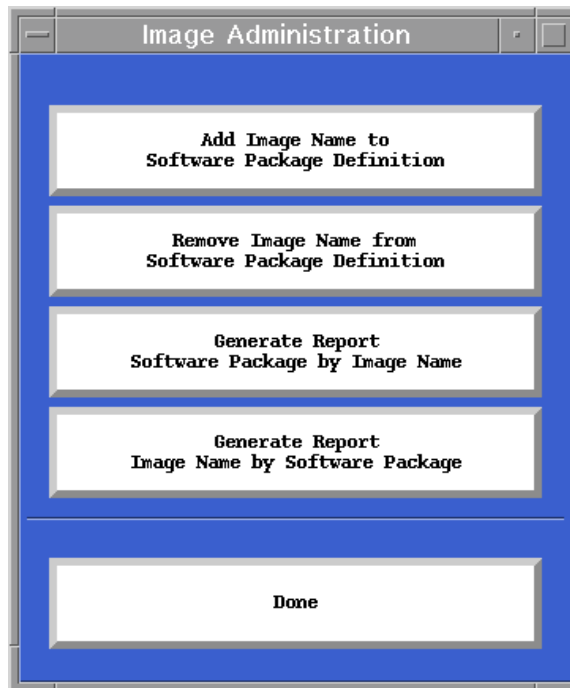 Image Administration
Add Image Name to
Software Package Definition
Remove Image Name from
Software Package Definition
Generate Report
Software Package by Image Name
Generate Report
Image Name by Software Package
Done